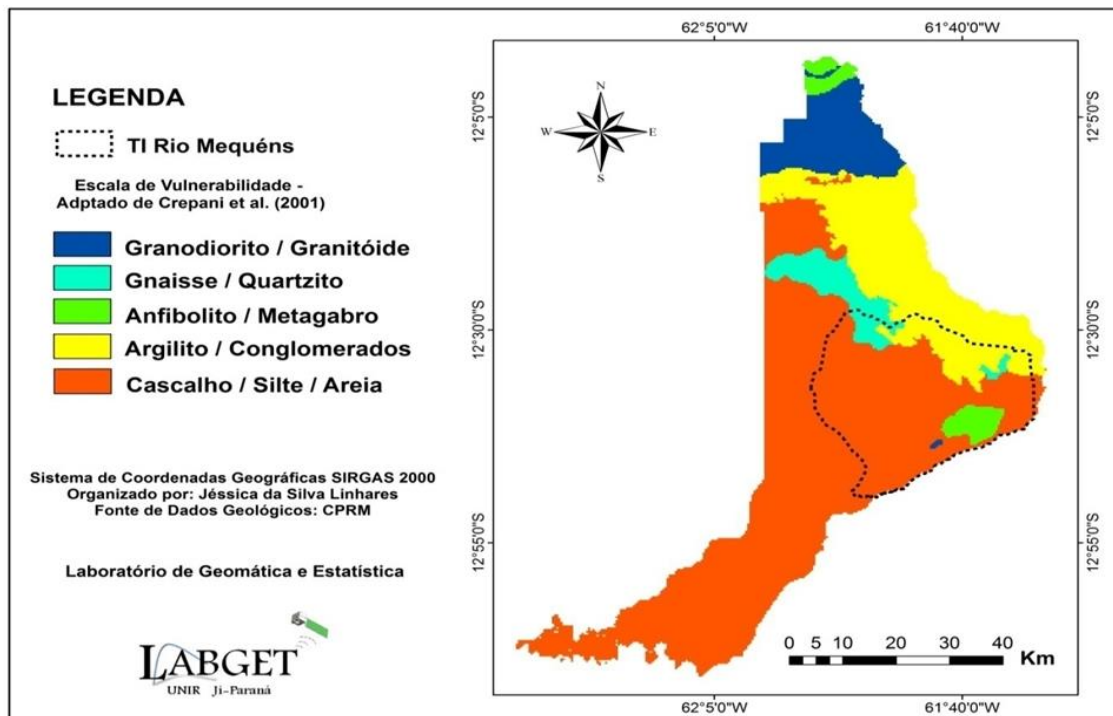 LEGENDA
TI Rio Mequéns
Escala de Vulnerabilidade -
Adptado de Crepani et al. (2001)
Granodiorito / Granitóide
Gnaisse / Quartzito
Anfibolito / Metagabro
Argilito / Conglomerados
Cascalho / Silte / Areia
Sistema de Coordenadas Geográficas SIRGAS 2000
Organizado por: Jéssica da Silva Linhares
Fonte de Dados Geológicos: CPRM
Laboratório de Geomática e Estatística
LABGET
UNIR Ji-Paraná
62°5'0"W 61°40'0"W
12°5'0"S 12°5'0"S
N
W E
S
12°30'0"S 12°30'0"S
12°55'0"S 12°55'0"S
0 5 10 20 30 40 Km
62°5'0"W 61°40'0"W